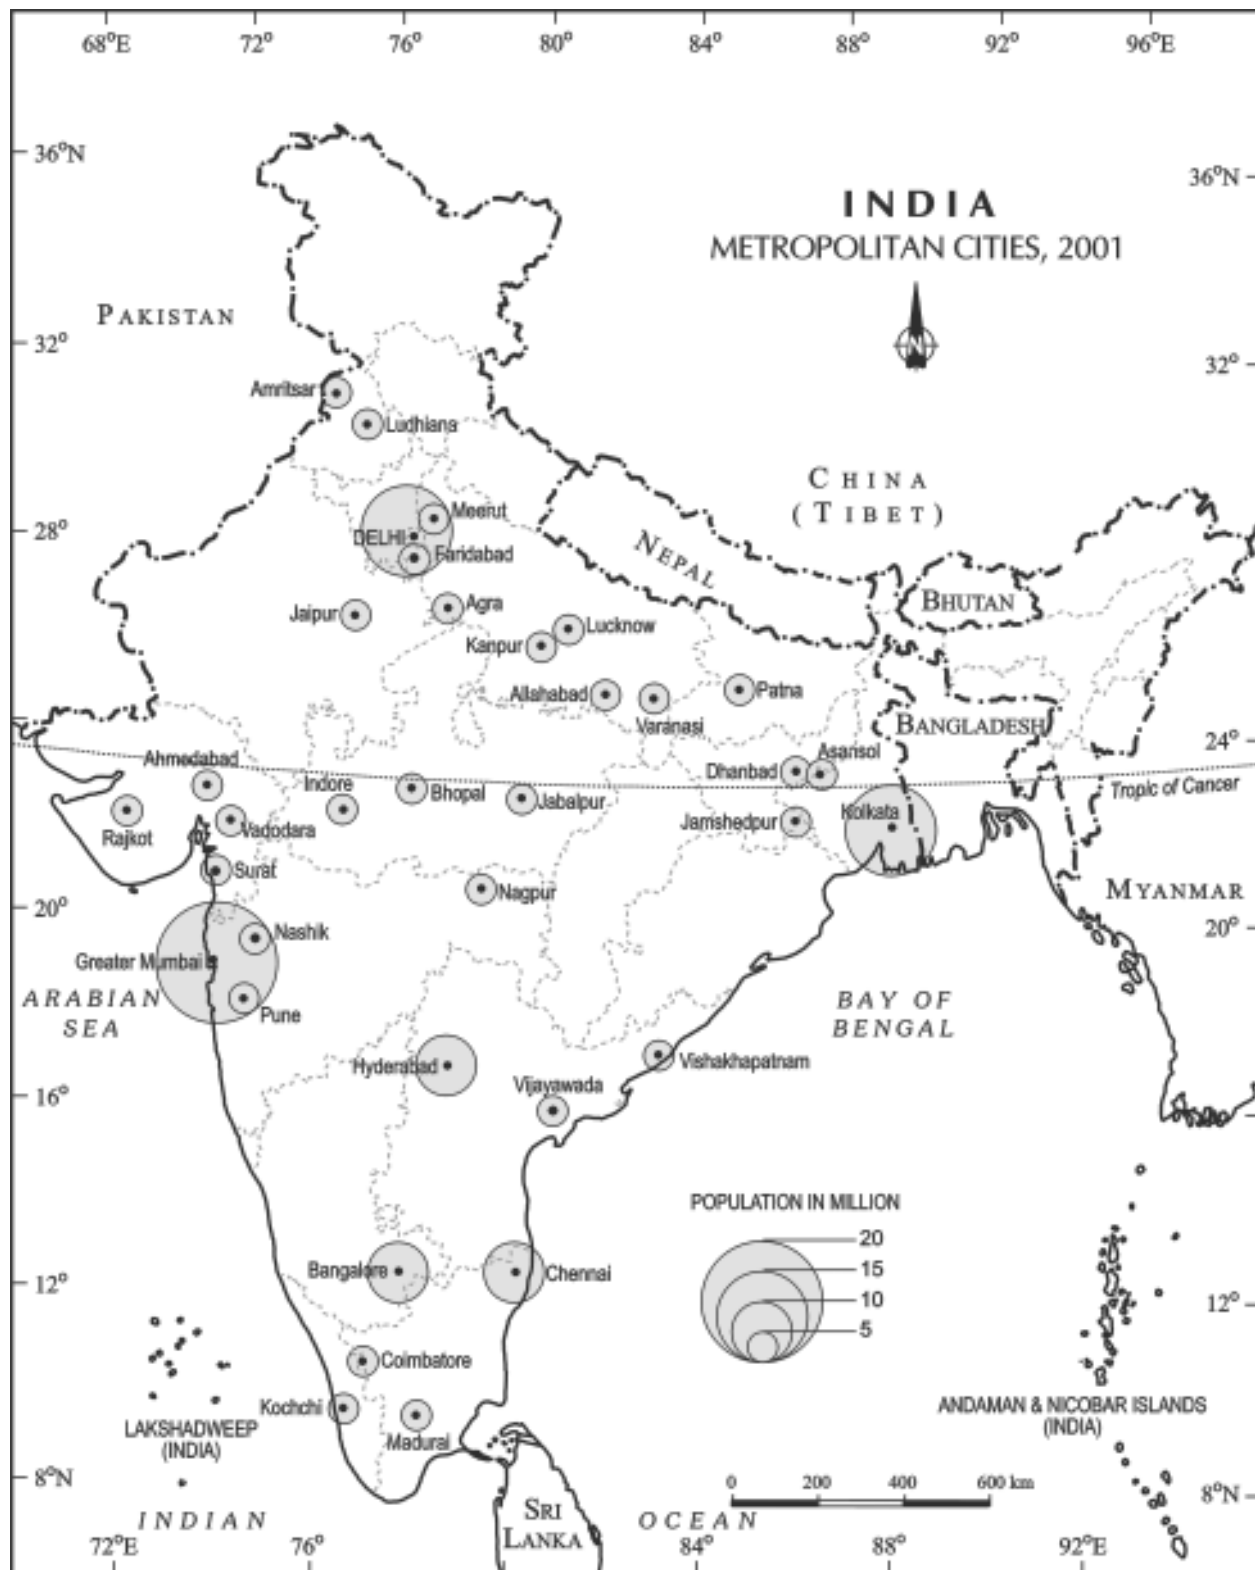 68°E 72° 76° 80° 84° 88° 92° 96°E
36°N
36°N
INDIA
METROPOLITAN CITIES, 2001
N
PAKISTAN
32°
32°
Amritsar
Ludhiana
CHINA
(TIBET)
Meerut
28°
28°
DELHI
Faridabad
NEPAL
BHUTAN
Agra
Jaipur
Lucknow
Kanpur
Allahabad
Patna
Varanasi
BANGLADESH
24°
Asansol
Ahmedabad
Dhanbad
Indore
Bhopal
Jabalpur
Tropic of Cancer
Rajkot
Vadodara
Jamshedpur
Kolkata
Surat
Nagpur
MYANMAR
20°
20°
Nashik
Greater Mumbai
ARABIAN
SEA
BAY OF
BENGAL
Pune
Hyderabad
Vishakhapatnam
Vijayawada
16°
POPULATION IN MILLION
20
15
10
5
Bangalore
Chennai
12°
12°
Coimbatore
Kochchi
Madurai
LAKSHADWEEP
(INDIA)
ANDAMAN & NICOBAR ISLANDS
(INDIA)
8°N
0 200 400 600 km
8°N
INDIAN
OCEAN
SRI
LANKA
72°E 76° 84° 88° 92°E